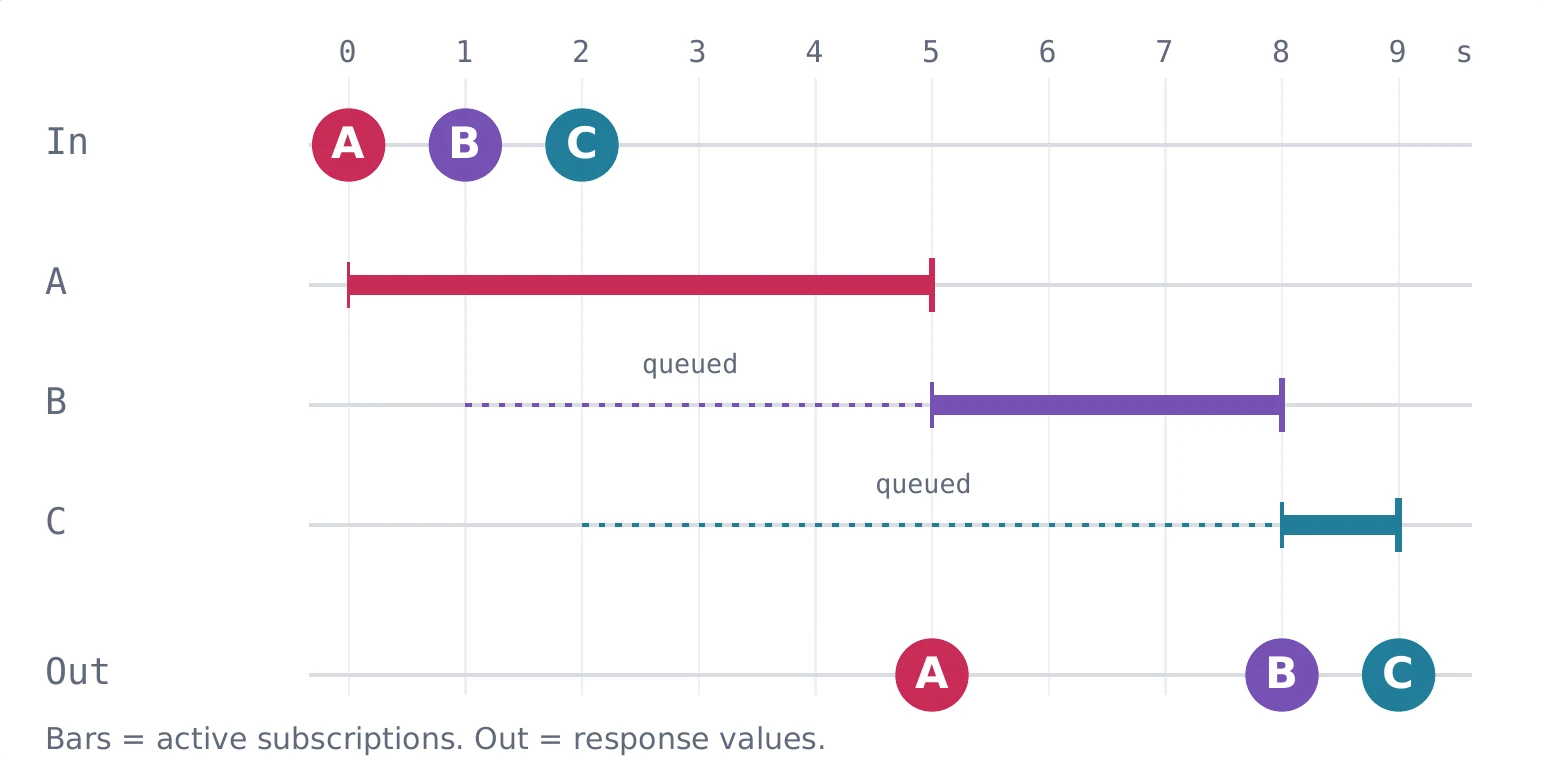 0 1 2 3 4 5 6 7 8 9 s
In A B C
A
queued
B
queued
C
Out A B C
Bars = active subscriptions. Out = response values.